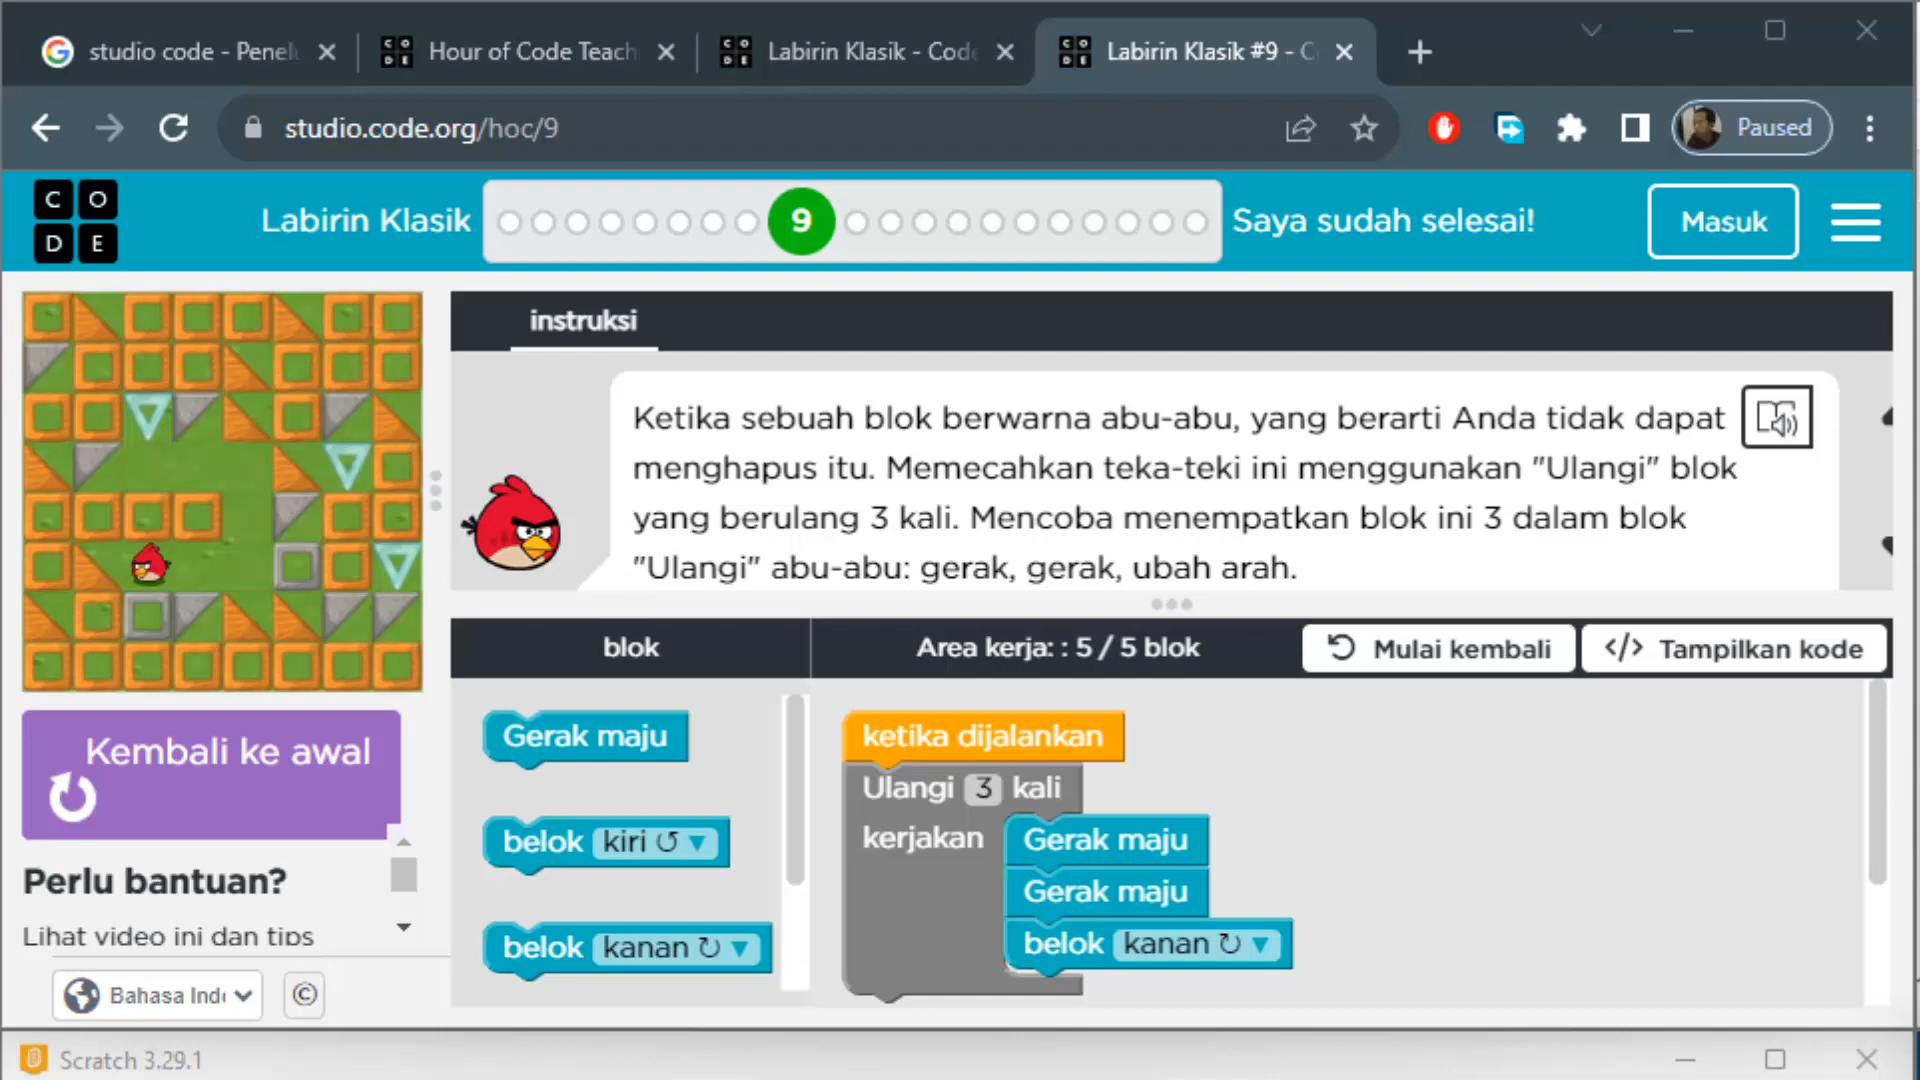 studio code - Penel
Hour of Code Teach
Labirin Klasik - Code
Labirin Klasik #9 - C
studio.code.org/hoc/9
Paused
C O
D E
Labirin Klasik
9
Saya sudah selesai!
Masuk
instruksi
Ketika sebuah blok berwarna abu-abu, yang berarti Anda tidak dapat
menghapus itu. Memecahkan teka-teki ini menggunakan "Ulangi" blok
yang berulang 3 kali. Mencoba menempatkan blok ini 3 dalam blok
"Ulangi" abu-abu: gerak, gerak, ubah arah.
blok
Area kerja: : 5 / 5 blok
Mulai kembali
</> Tampilkan kode
Kembali ke awal
Perlu bantuan?
Lihat video ini dan tips
Bahasa Indo
©
Gerak maju
belok kiri ↺ ▼
belok kanan ↻ ▼
ketika dijalankan
Ulangi 3 kali
kerjakan
Gerak maju
Gerak maju
belok kanan ↻ ▼
Scratch 3.29.1